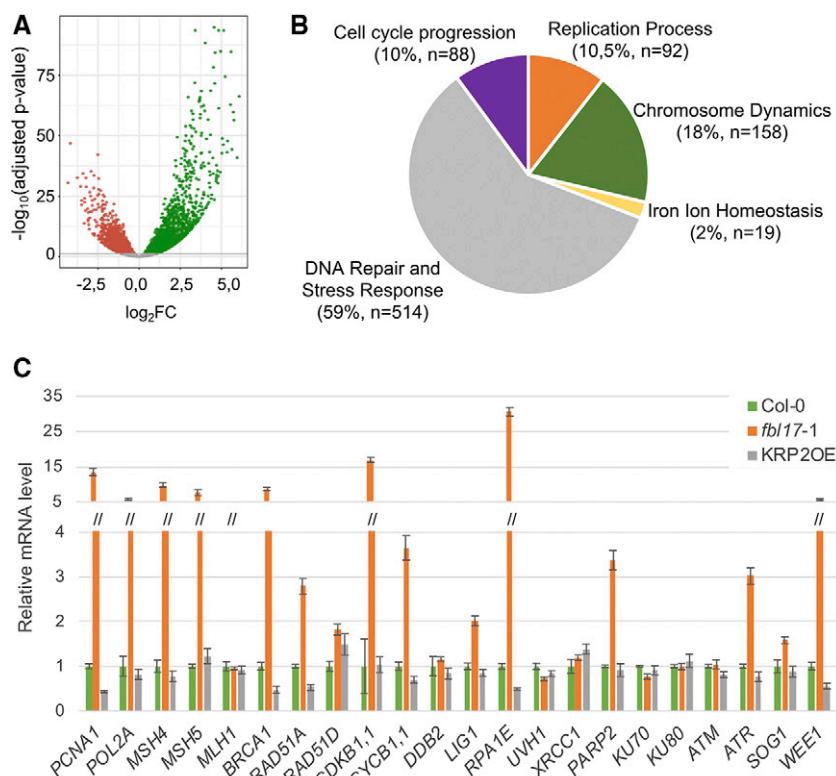 A
-log10(adjusted p-value)
75
50
25
0
-2,5
0,0
2,5
5,0
log2FC
B
Cell cycle progression
(10%, n=88)
Replication Process
(10,5%, n=92)
Chromosome Dynamics
(18%, n=158)
Iron Ion Homeostasis
(2%, n=19)
DNA Repair and
Stress Response
(59%, n=514)
C
Relative mRNA level
35
25
15
5
4
3
2
1
0
// // // // // // // //
Col-0
fbl17-1
KRP2OE
PCNA1
POL2A
MSH4
MSH5
MLH1
BRCA1
RAD51A
RAD51D
CDKB1,1
CYCB1,1
DDB2
LIG1
RPA1E
UVH1
XRCC1
PARP2
KU70
KU80
ATM
ATR
SOG1
WEE1